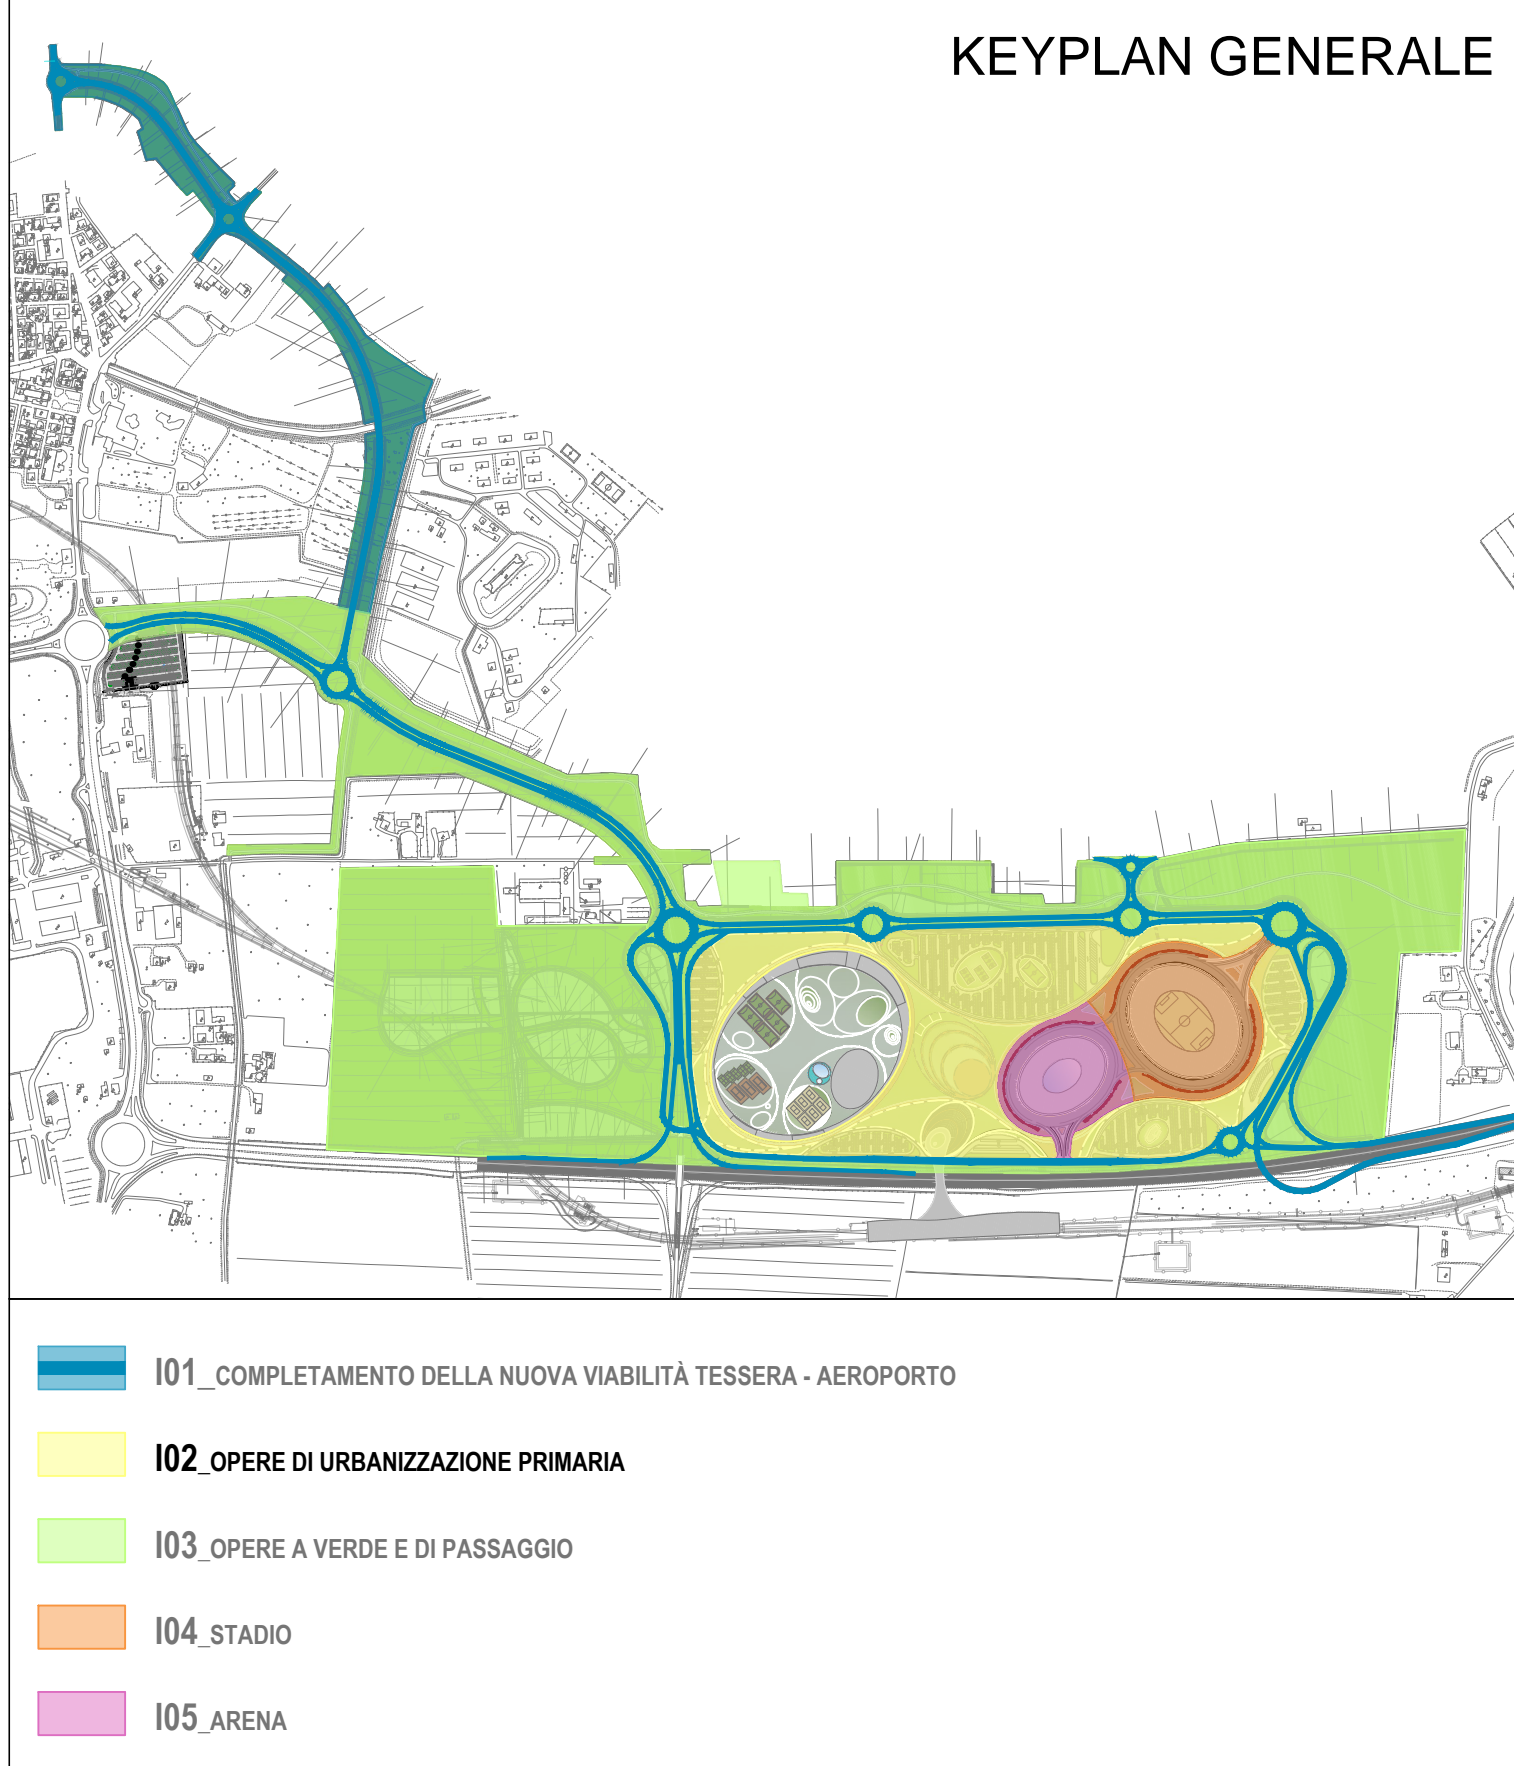 KEYPLAN GENERALE
I01_COMPLETAMENTO DELLA NUOVA VIABILITÀ TESSERA - AEROPORTO
I02_OPERE DI URBANIZZAZIONE PRIMARIA
I03_OPERE A VERDE E DI PASSAGGIO
I04_STADIO
I05_ARENA